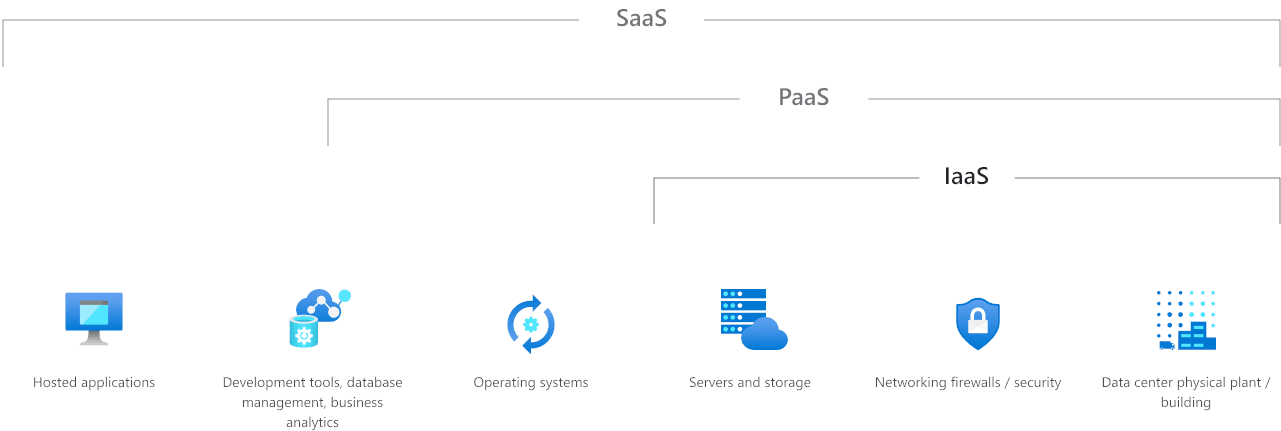 SaaS
PaaS
IaaS
Hosted applications
Development tools, database
management, business
analytics
Operating systems
Servers and storage
Networking firewalls / security
Data center physical plant /
building